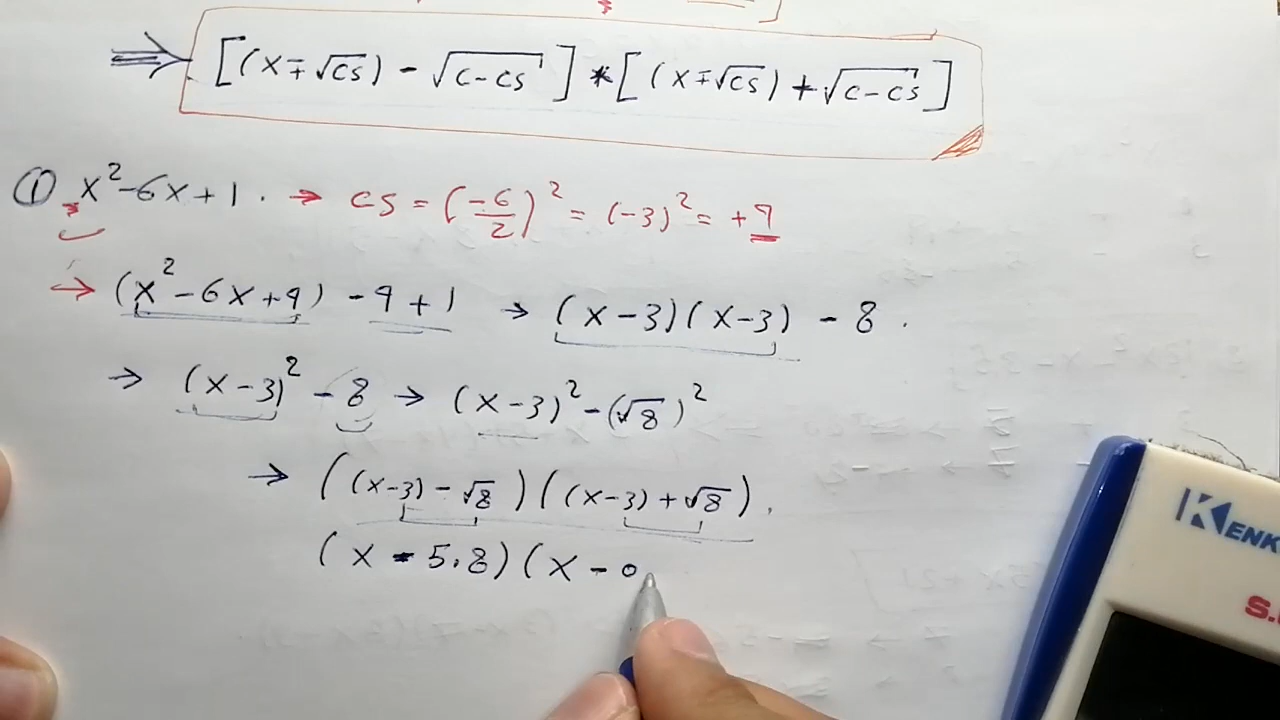 ⇒ [(x∓√cs) - √c-cs] * [(x∓√cs) + √c-cs]
① x²-6x+1. → cs = (-6/2)² = (-3)² = +9
→ (x²-6x+9) -9+1 → (x-3)(x-3) - 8.
→ (x-3)² - 8 → (x-3)² - (√8)²
→ ((x-3) - √8)((x-3) + √8).
(x - 5.8)(x - 0
KENK
S.